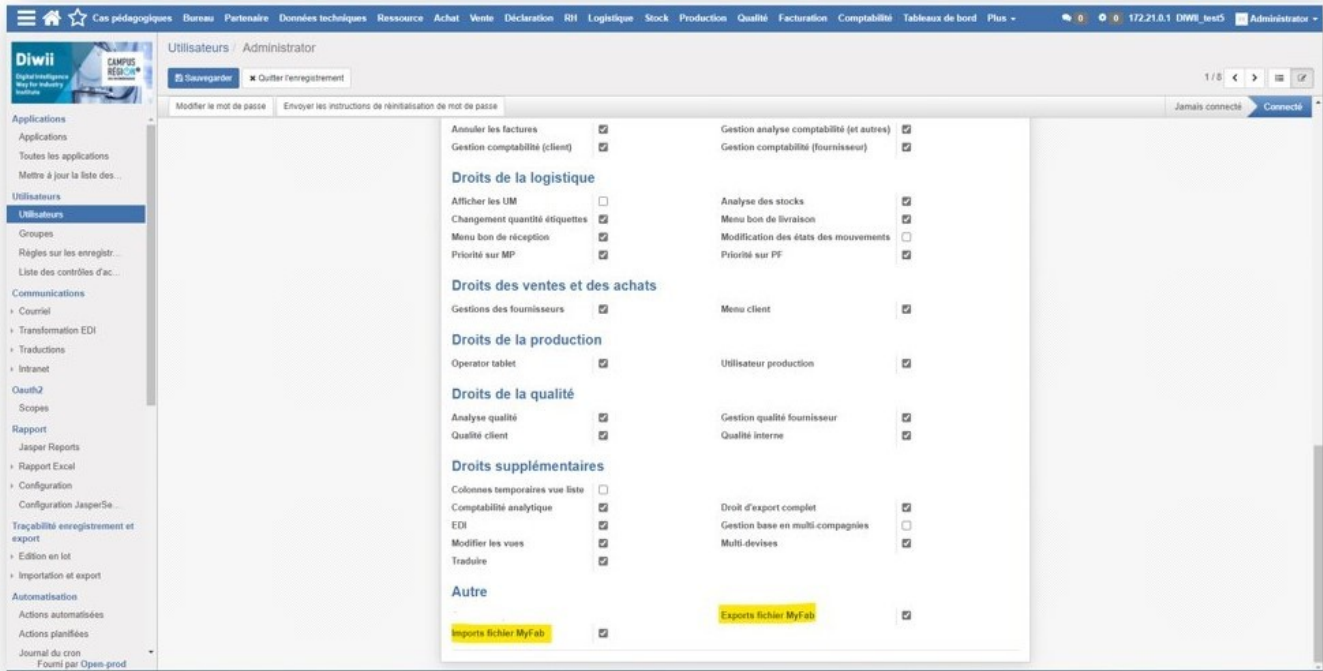 Cas pédagogiques Bureau Partenaire Données techniques Ressource Achat Vente Déclaration RH Logistique Stock Production Qualité Facturation Comptabilité Tableaux de bord Plus 0 0 172.21.0.1 DIWII_test5 Administrator
Diwii
Digital Intelligence
Way for Industry
Institute
CAMPUS
RÉGION
Utilisateurs / Administrator
Sauvegarder Quitter l'enregistrement
1 / 8
Modifier le mot de passe Envoyer les instructions de réinitialisation de mot de passe
Jamais connecté Connecté
Applications
Applications
Toutes les applications
Mettre à jour la liste des...
Utilisateurs
Utilisateurs
Groupes
Règles sur les enregistr...
Liste des contrôles d'ac...
Communications
Courriel
Transformation EDI
Traductions
Intranet
Oauth2
Scopes
Rapport
Jasper Reports
Rapport Excel
Configuration
Configuration JasperSe...
Traçabilité enregistrement et
export
Edition en lot
Importation et export
Automatisation
Actions automatisées
Actions planifiées
Journal du cron
Fourni par Open-prod
Annuler les factures Gestion analyse comptabilité (et autres)
Gestion comptabilité (client) Gestion comptabilité (fournisseur)
Droits de la logistique
Afficher les UM Analyse des stocks
Changement quantité étiquettes Menu bon de livraison
Menu bon de réception Modification des états des mouvements
Priorité sur MP Priorité sur PF
Droits des ventes et des achats
Gestions des fournisseurs Menu client
Droits de la production
Operator tablet Utilisateur production
Droits de la qualité
Analyse qualité Gestion qualité fournisseur
Qualité client Qualité interne
Droits supplémentaires
Colonnes temporaires vue liste
Comptabilité analytique Droit d'export complet
EDI Gestion base en multi-compagnies
Modifier les vues Multi-devises
Traduire
Autre
Exports fichier MyFab
Imports fichier MyFab